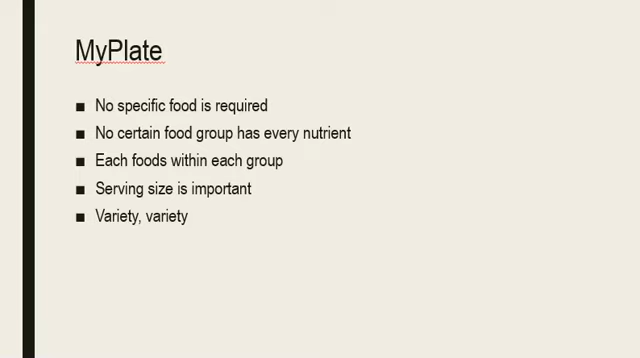 MyPlate
■ No specific food is required
■ No certain food group has every nutrient
■ Each foods within each group
■ Serving size is important
■ Variety, variety